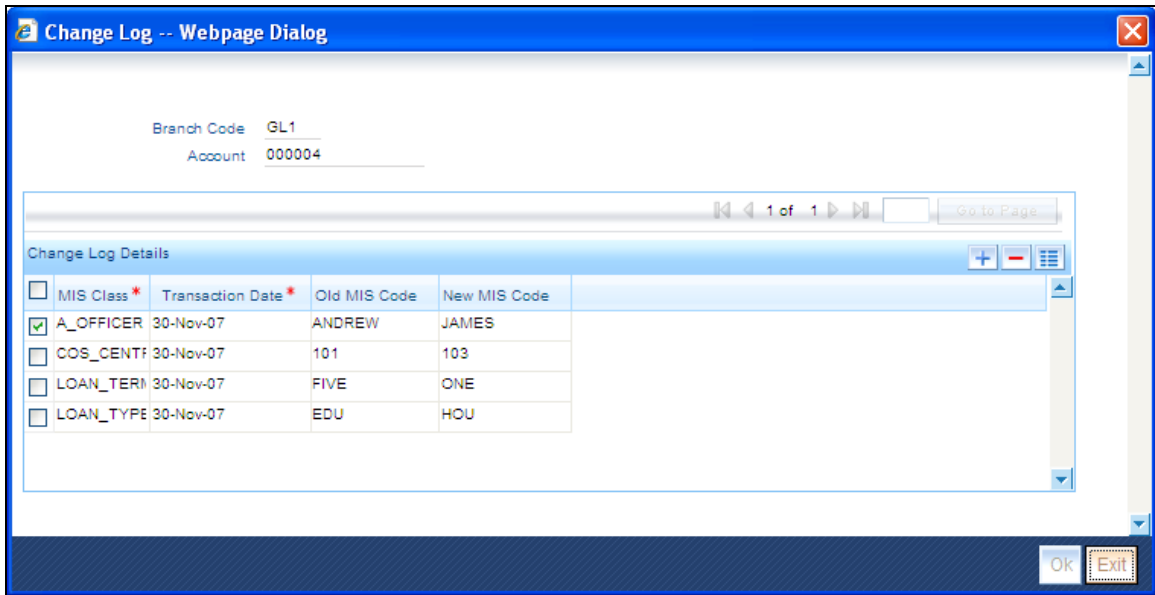 Change Log -- Webpage Dialog
Branch Code GL1
Account 000004
1 of 1 Go to Page
Change Log Details
MIS Class * Transaction Date * Old MIS Code New MIS Code
A_OFFICER 30-Nov-07 ANDREW JAMES
COS_CENTF 30-Nov-07 101 103
LOAN_TERM 30-Nov-07 FIVE ONE
LOAN_TYPE 30-Nov-07 EDU HOU
Ok Exit